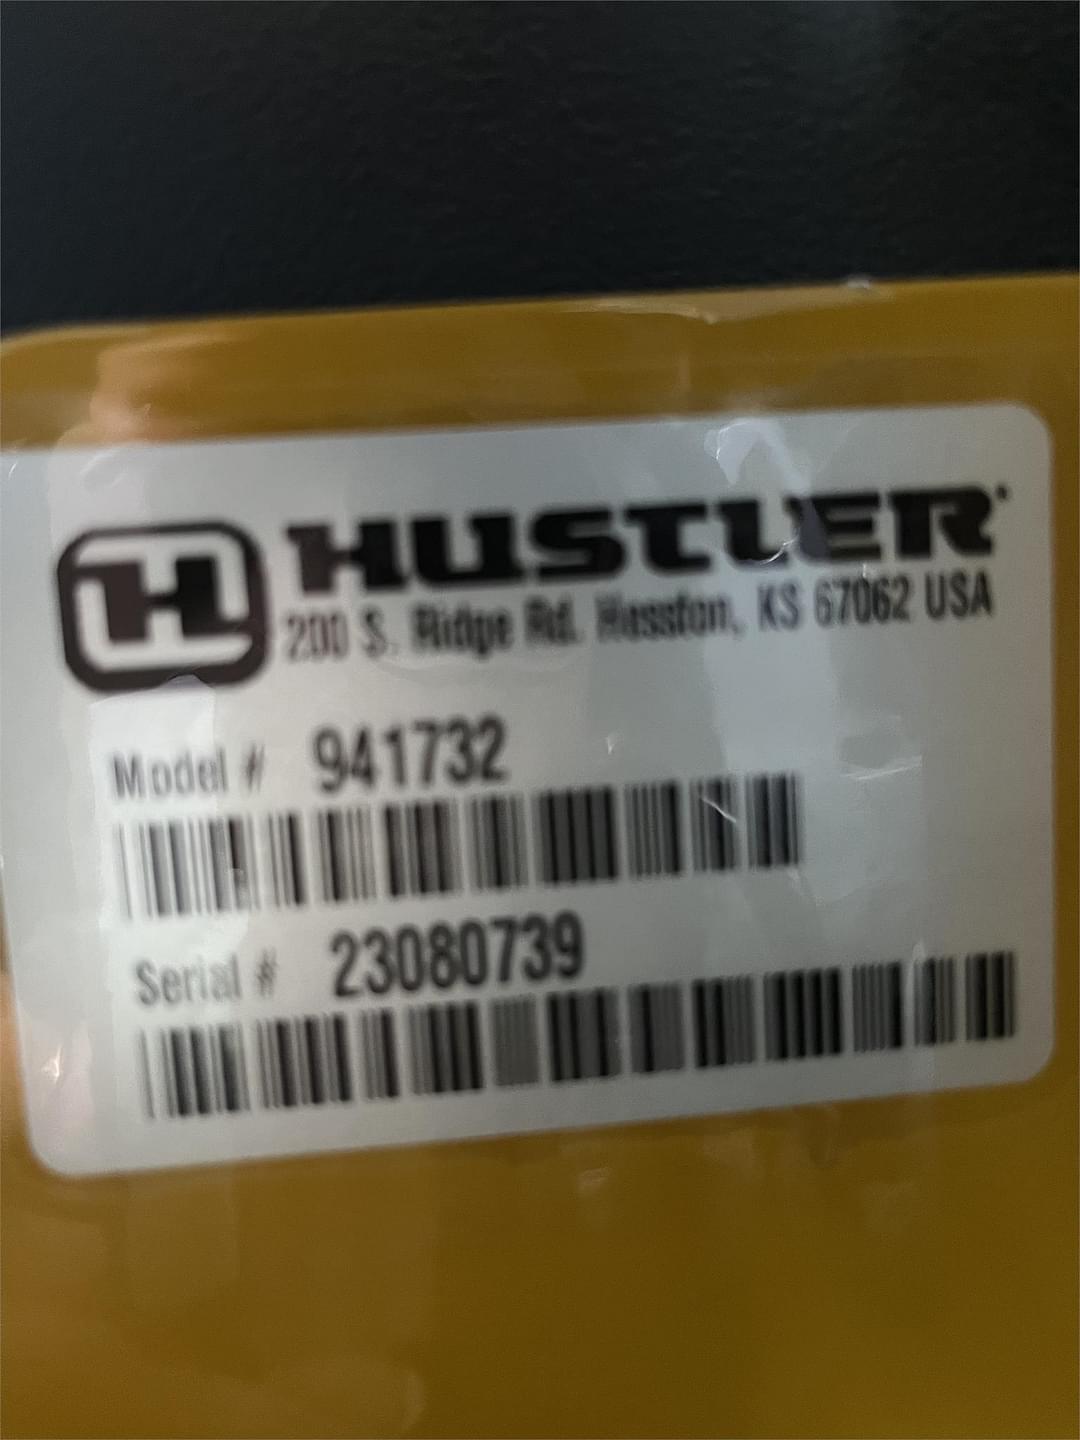 H HUSTLER
200 S. Ridge Rd. Hesston, KS 67062 USA
Model # 941732
Serial # 23080739